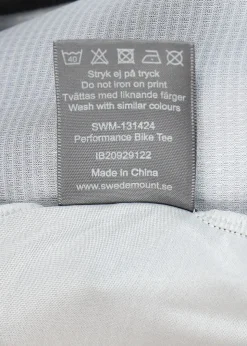 40
Stryk ej på tryck
Do not iron on print
Tvättas med liknande färger
Wash with similar colours
SWM-131424
Performance Bike Tee
IB20929122
Made in China
www.swedemount.se